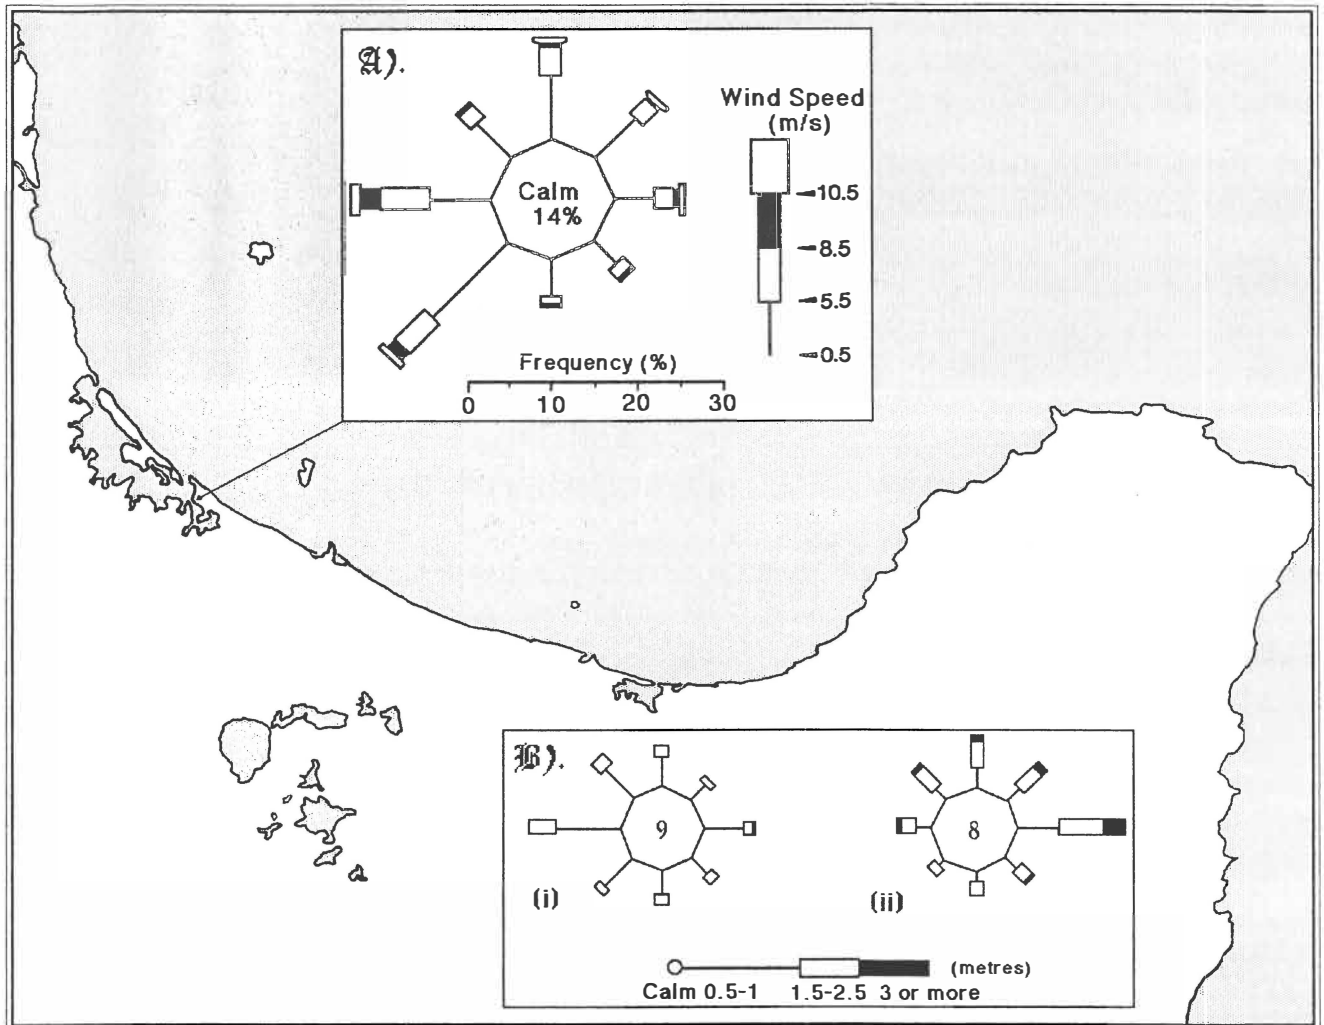 A).
Wind Speed
(m/s)
10.5
8.5
5.5
0.5
Calm
14%
Frequency (%)
0 10 20 30
B).
9
8
(i)
(ii)
(metres)
Calm 0.5-1 1.5-2.5 3 or more